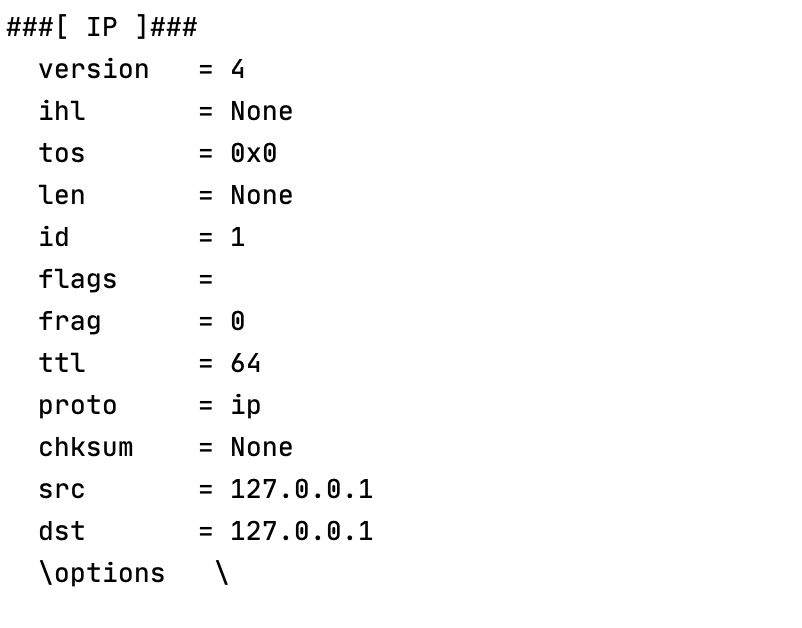 ###[ IP ]###
  version   = 4
  ihl       = None
  tos       = 0x0
  len       = None
  id        = 1
  flags     =
  frag      = 0
  ttl       = 64
  proto     = ip
  chksum    = None
  src       = 127.0.0.1
  dst       = 127.0.0.1
  \options   \